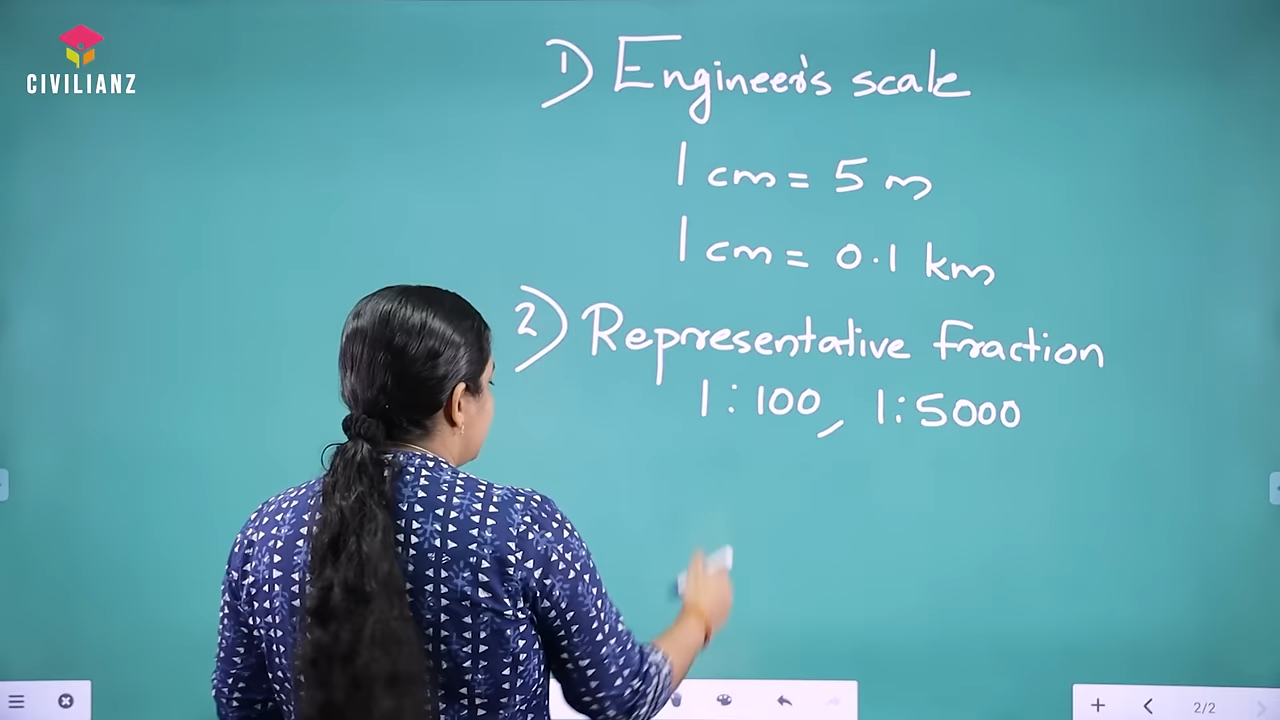 CIVILIANZ
1) Engineer's scale
1 cm = 5 m
1 cm = 0.1 km
2) Representative fraction
1:100, 1:5000
2/2